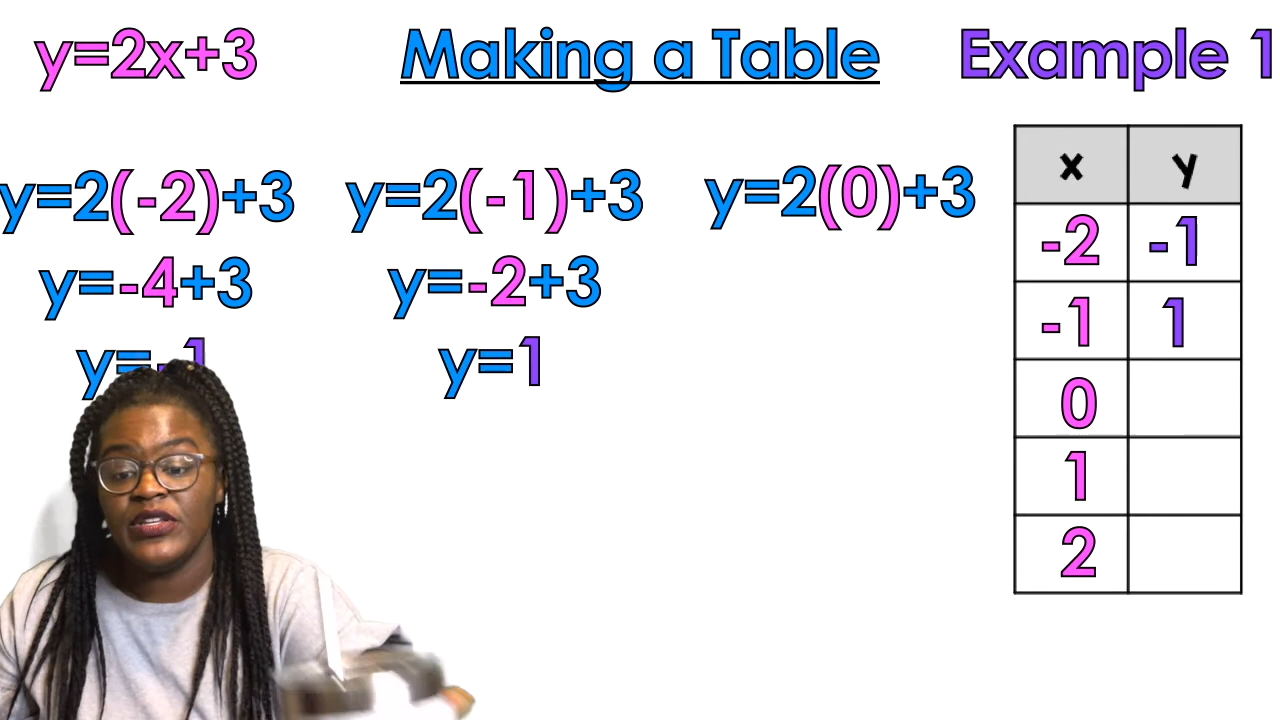 y=2x+3
Making a Table
Example 1
y=2(-2)+3
y=-4+3
y=-1
y=2(-1)+3
y=-2+3
y=1
y=2(0)+3
x y
-2 -1
-1 1
0
1
2